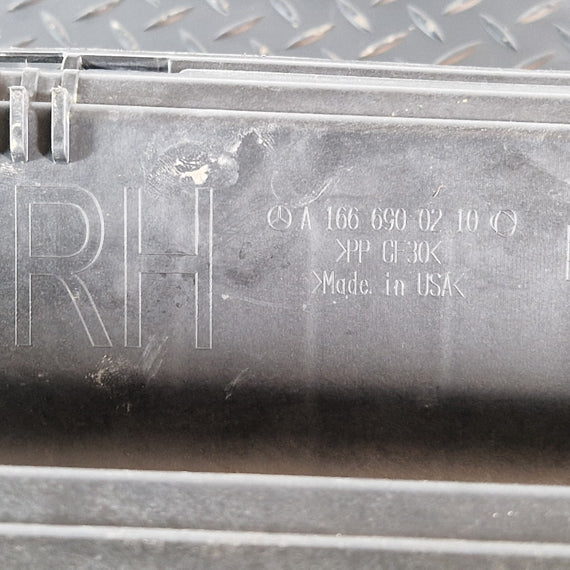 RH
A 166 690 02 10
>PP GF30<
>Made in USA<